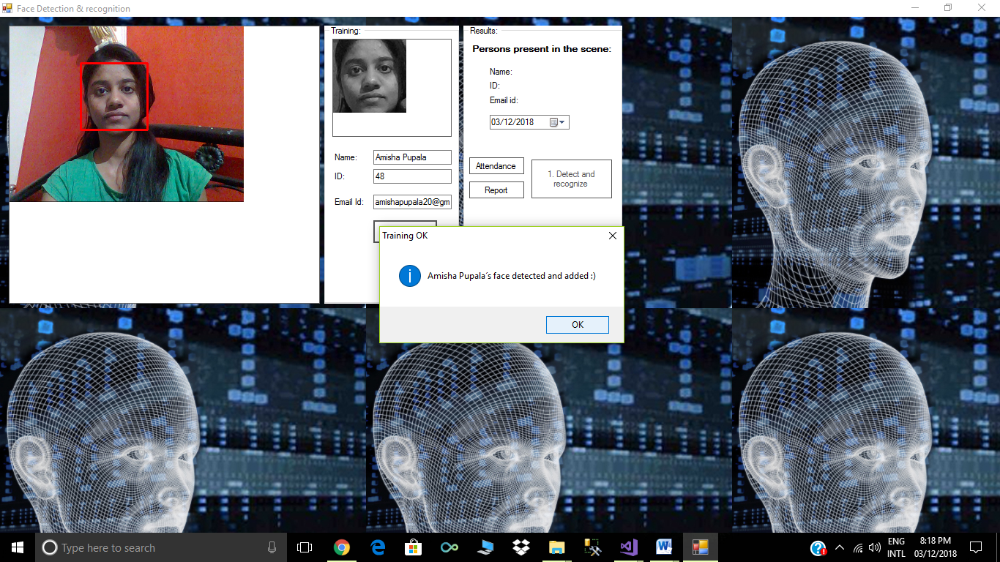 Face Detection & recognition
Training:
Name:
Amisha Pupala
ID:
48
Email Id:
amishapupala20@gm
Results:
Persons present in the scene:
Name:
ID:
Email id:
03/12/2018
Attendance
Report
1. Detect and
recognize
Training OK
Amisha Pupala´s face detected and added :)
OK
Type here to search
ENG
INTL
8:18 PM
03/12/2018